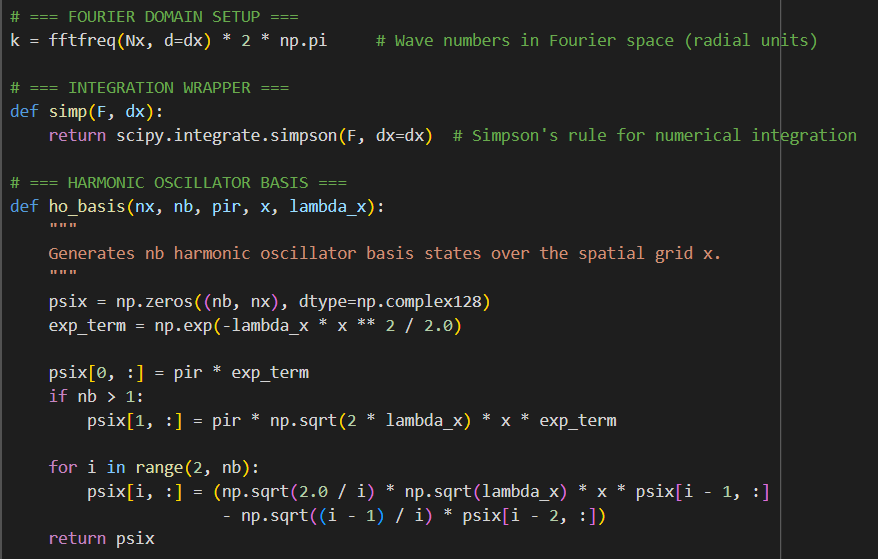 # === FOURIER DOMAIN SETUP ===
k = fftfreq(Nx, d=dx) * 2 * np.pi     # Wave numbers in Fourier space (radial units)
# === INTEGRATION WRAPPER ===
def simp(F, dx):
    return scipy.integrate.simpson(F, dx=dx)  # Simpson's rule for numerical integration
# === HARMONIC OSCILLATOR BASIS ===
def ho_basis(nx, nb, pir, x, lambda_x):
    """
    Generates nb harmonic oscillator basis states over the spatial grid x.
    """
    psix = np.zeros((nb, nx), dtype=np.complex128)
    exp_term = np.exp(-lambda_x * x ** 2 / 2.0)
    psix[0, :] = pir * exp_term
    if nb > 1:
        psix[1, :] = pir * np.sqrt(2 * lambda_x) * x * exp_term
    for i in range(2, nb):
        psix[i, :] = (np.sqrt(2.0 / i) * np.sqrt(lambda_x) * x * psix[i - 1, :]
                      - np.sqrt((i - 1) / i) * psix[i - 2, :])
    return psix